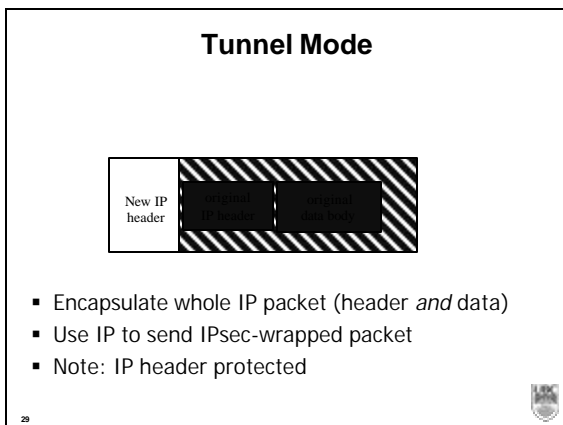 Tunnel Mode
New IP
header
original
IP header
original
data body
▪ Encapsulate whole IP packet (header and data)
▪ Use IP to send IPsec-wrapped packet
▪ Note: IP header protected
29